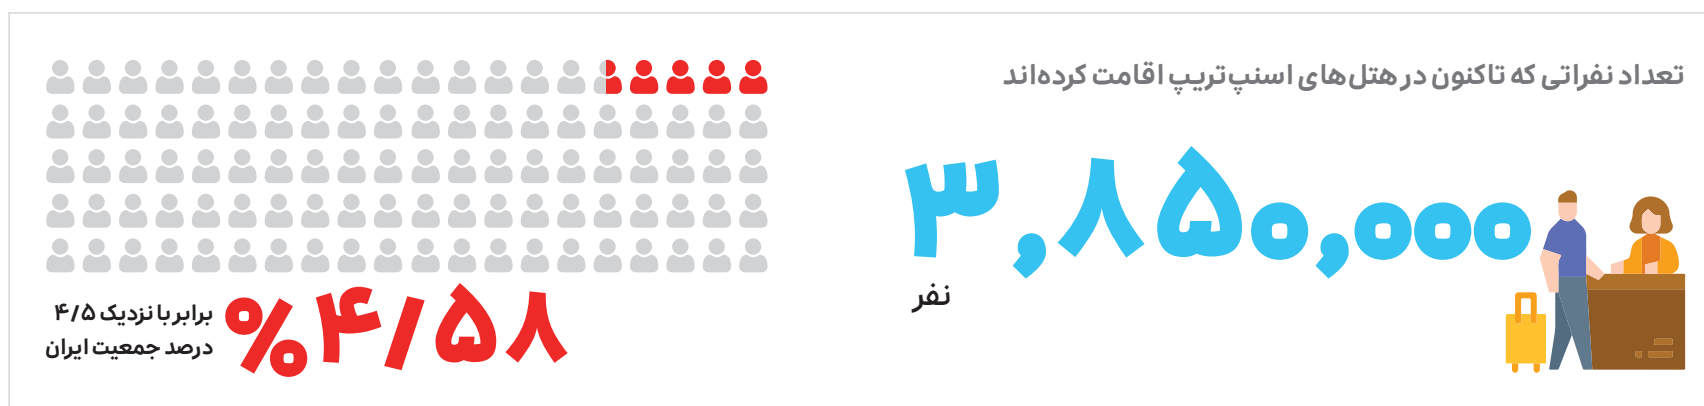 تعداد نفراتی که تاکنون در هتل‌های اسنپ‌تریپ اقامت کرده‌اند
۳,۸۵۰,۰۰۰
نفر
%۴/۵۸
برابر با نزدیک ۴/۵
درصد جمعیت ایران